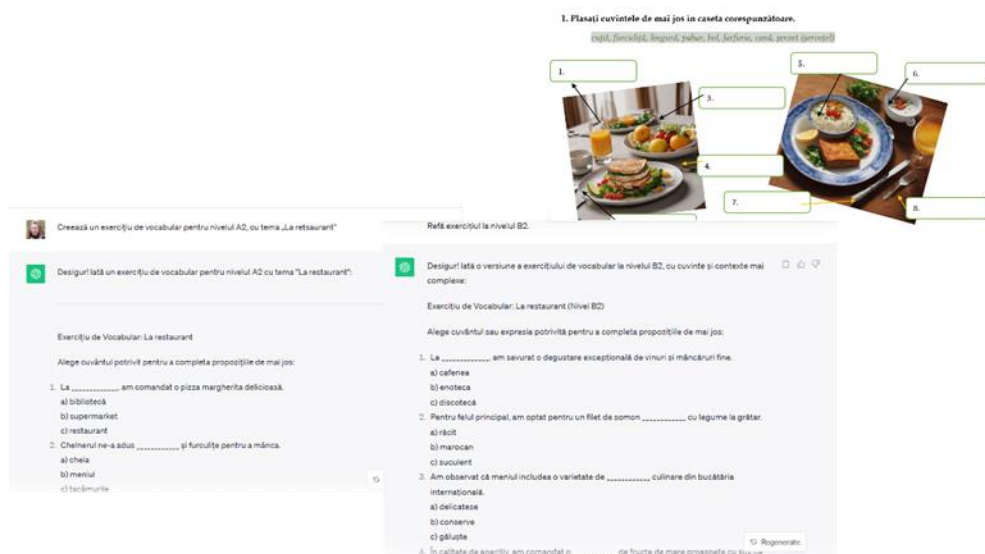 1. Plasați cuvintele de mai jos în caseta corespunzătoare.
cuțit, furculiță, lingură, pahar, bol, farfurie, cană, șervet (șervețel)
1.
3.
4.
5.
6.
7.
8.
Creează un exercițiu de vocabular pentru nivelul A2, cu tema „La retsaurant"
Desigur! Iată un exercițiu de vocabular pentru nivelul A2 cu tema "La restaurant":
Exercițiu de Vocabular: La restaurant
Alege cuvântul potrivit pentru a completa propozițiile de mai jos:
1. La ____________, am comandat o pizza margherita delicioasă.
a) bibliotecă
b) supermarket
c) restaurant
2. Chelnerul ne-a adus ___________ și furculițe pentru a mânca.
a) cheia
b) meniul
c) tacâmurile
Refă exercițiul la nivelul B2.
Desigur! Iată o versiune a exercițiului de vocabular la nivelul B2, cu cuvinte și contexte mai
complexe:
Exercițiu de Vocabular: La restaurant (Nivel B2)
Alege cuvântul sau expresia potrivită pentru a completa propozițiile de mai jos:
1. La ____________, am savurat o degustare excepțională de vinuri și mâncăruri fine.
a) cafenea
b) enoteca
c) discotecă
2. Pentru felul principal, am optat pentru un filet de somon ___________ cu legume la grătar.
a) răcit
b) marocan
c) suculent
3. Am observat că meniul includea o varietate de ___________ culinare din bucătăria
internațională.
a) delicatese
b) conserve
c) găluște
Regenerate
4. În calitate de aperitiv, am comandat o ___________ de fructe de mare proaspete cu